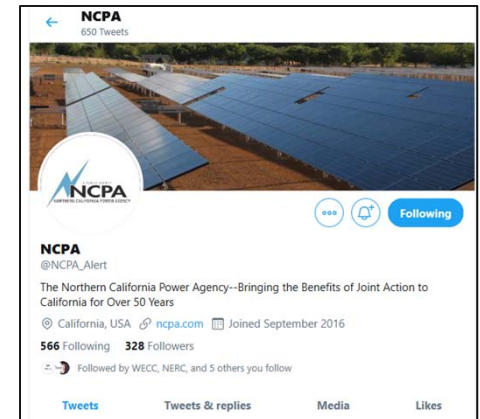 NCPA
650 Tweets
NCPA
NORTHERN CALIFORNIA POWER AGENCY
Following
NCPA
@NCPA_Alert
The Northern California Power Agency--Bringing the Benefits of Joint Action to
California for Over 50 Years
California, USA ncpa.com Joined September 2016
566 Following 328 Followers
Followed by WECC, NERC, and 5 others you follow
Tweets Tweets & replies Media Likes